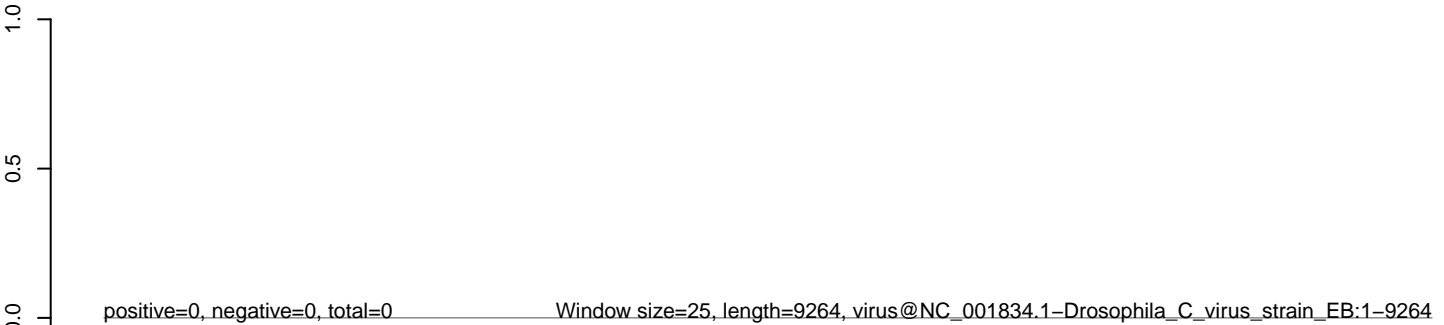 1.0
0.5
0.0
positive=0, negative=0, total=0 Window size=25, length=9264, virus@NC_001834.1−Drosophila_C_virus_strain_EB:1−9264